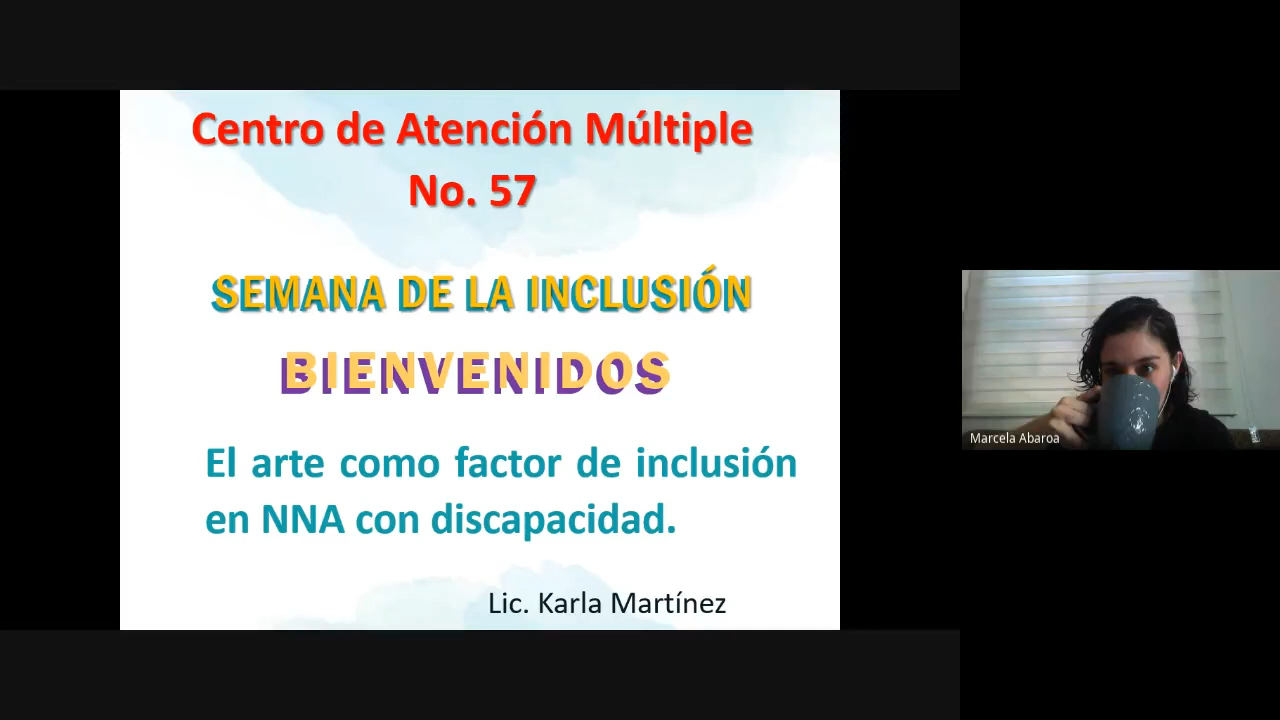 Centro de Atención Múltiple
No. 57
SEMANA DE LA INCLUSIÓN
BIENVENIDOS
El arte como factor de inclusión
en NNA con discapacidad.
Lic. Karla Martínez
Marcela Abaroa